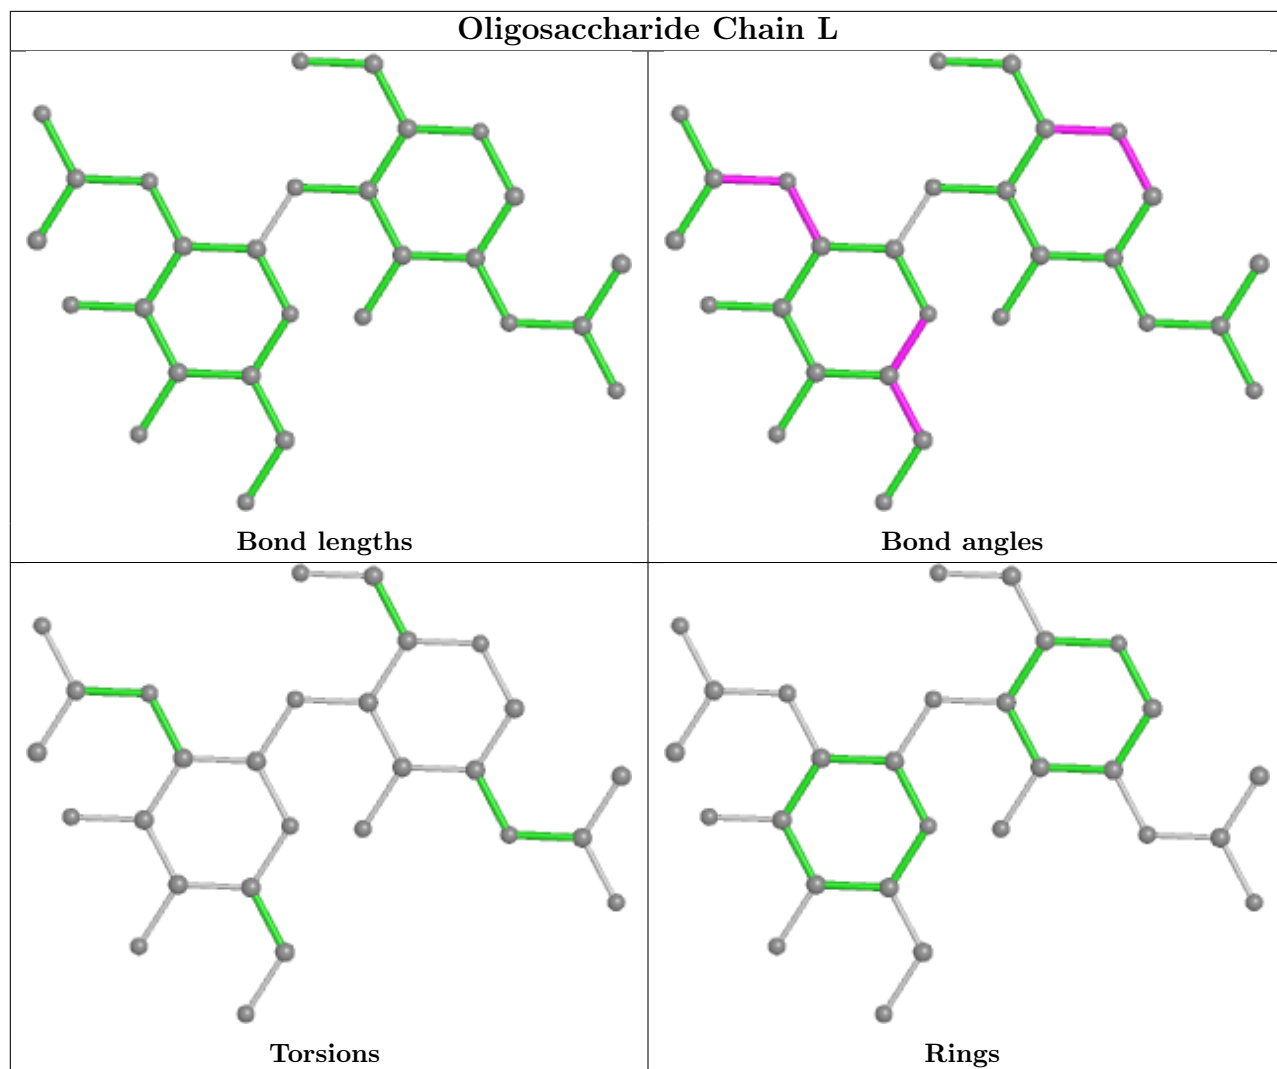 Oligosaccharide Chain L
Bond lengths
Bond angles
Torsions
Rings